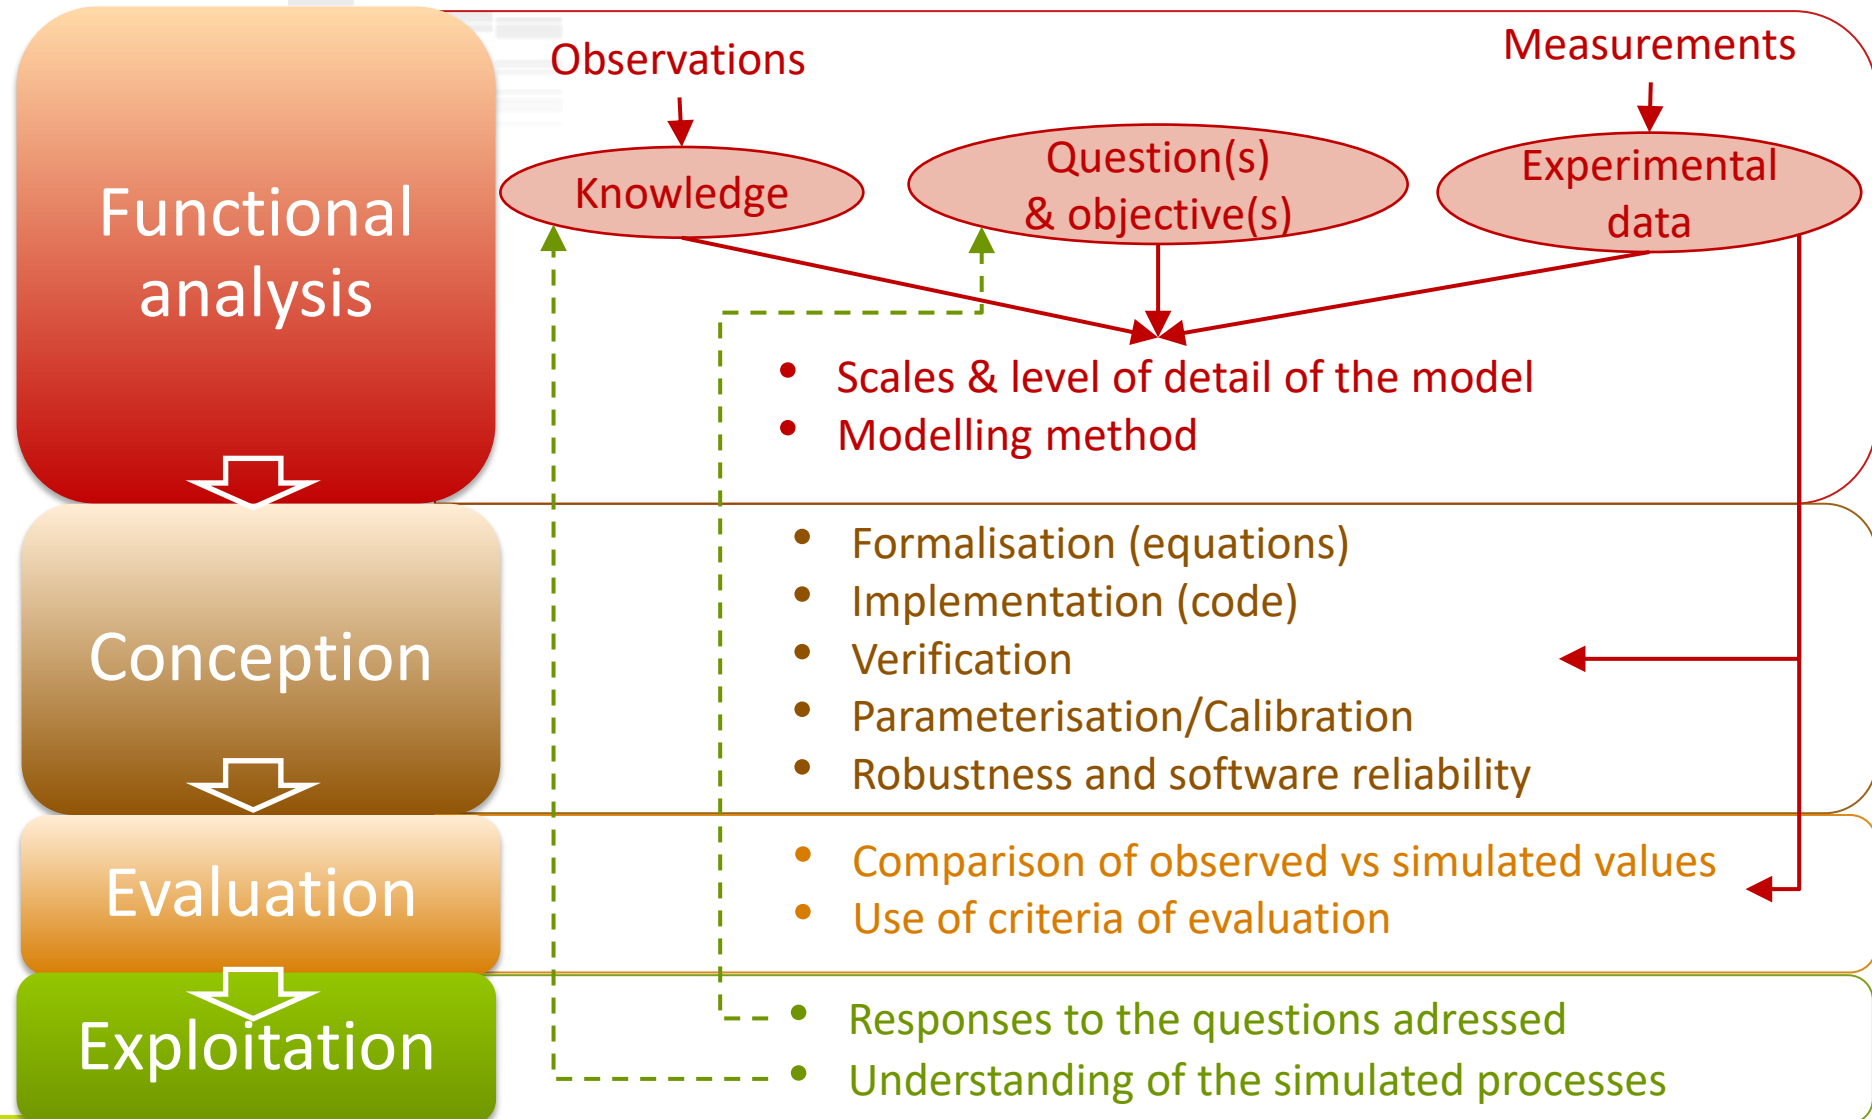 Functional
analysis
Observations
Measurements
Knowledge
Question(s)
& objective(s)
Experimental
data
• Scales & level of detail of the model
• Modelling method
Conception
• Formalisation (equations)
• Implementation (code)
• Verification
• Parameterisation/Calibration
• Robustness and software reliability
Evaluation
• Comparison of observed vs simulated values
• Use of criteria of evaluation
Exploitation
• Responses to the questions adressed
• Understanding of the simulated processes